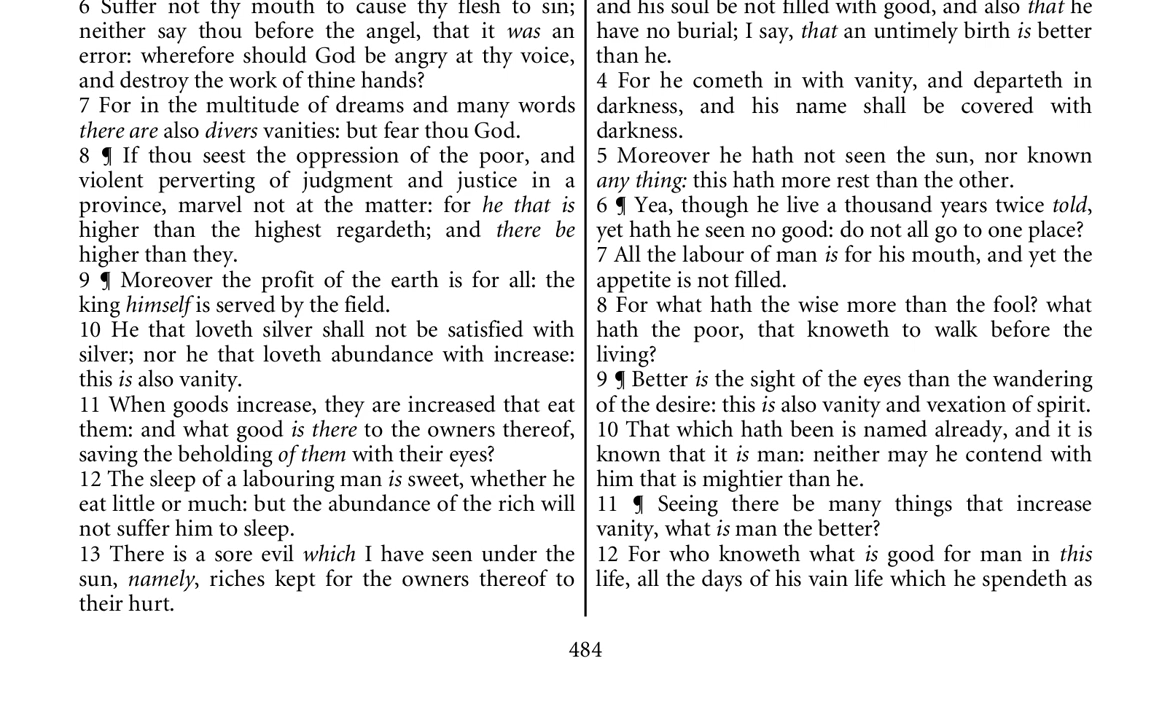 6 Suffer not thy mouth to cause thy flesh to sin;
neither say thou before the angel, that it was an
error: wherefore should God be angry at thy voice,
and destroy the work of thine hands?
7 For in the multitude of dreams and many words
there are also divers vanities: but fear thou God.
8 ¶ If thou seest the oppression of the poor, and
violent perverting of judgment and justice in a
province, marvel not at the matter: for he that is
higher than the highest regardeth; and there be
higher than they.
9 ¶ Moreover the profit of the earth is for all: the
king himself is served by the field.
10 He that loveth silver shall not be satisfied with
silver; nor he that loveth abundance with increase:
this is also vanity.
11 When goods increase, they are increased that eat
them: and what good is there to the owners thereof,
saving the beholding of them with their eyes?
12 The sleep of a labouring man is sweet, whether he
eat little or much: but the abundance of the rich will
not suffer him to sleep.
13 There is a sore evil which I have seen under the
sun, namely, riches kept for the owners thereof to
their hurt.
and his soul be not filled with good, and also that he
have no burial; I say, that an untimely birth is better
than he.
4 For he cometh in with vanity, and departeth in
darkness, and his name shall be covered with
darkness.
5 Moreover he hath not seen the sun, nor known
any thing: this hath more rest than the other.
6 ¶ Yea, though he live a thousand years twice told,
yet hath he seen no good: do not all go to one place?
7 All the labour of man is for his mouth, and yet the
appetite is not filled.
8 For what hath the wise more than the fool? what
hath the poor, that knoweth to walk before the
living?
9 ¶ Better is the sight of the eyes than the wandering
of the desire: this is also vanity and vexation of spirit.
10 That which hath been is named already, and it is
known that it is man: neither may he contend with
him that is mightier than he.
11 ¶ Seeing there be many things that increase
vanity, what is man the better?
12 For who knoweth what is good for man in this
life, all the days of his vain life which he spendeth as
484